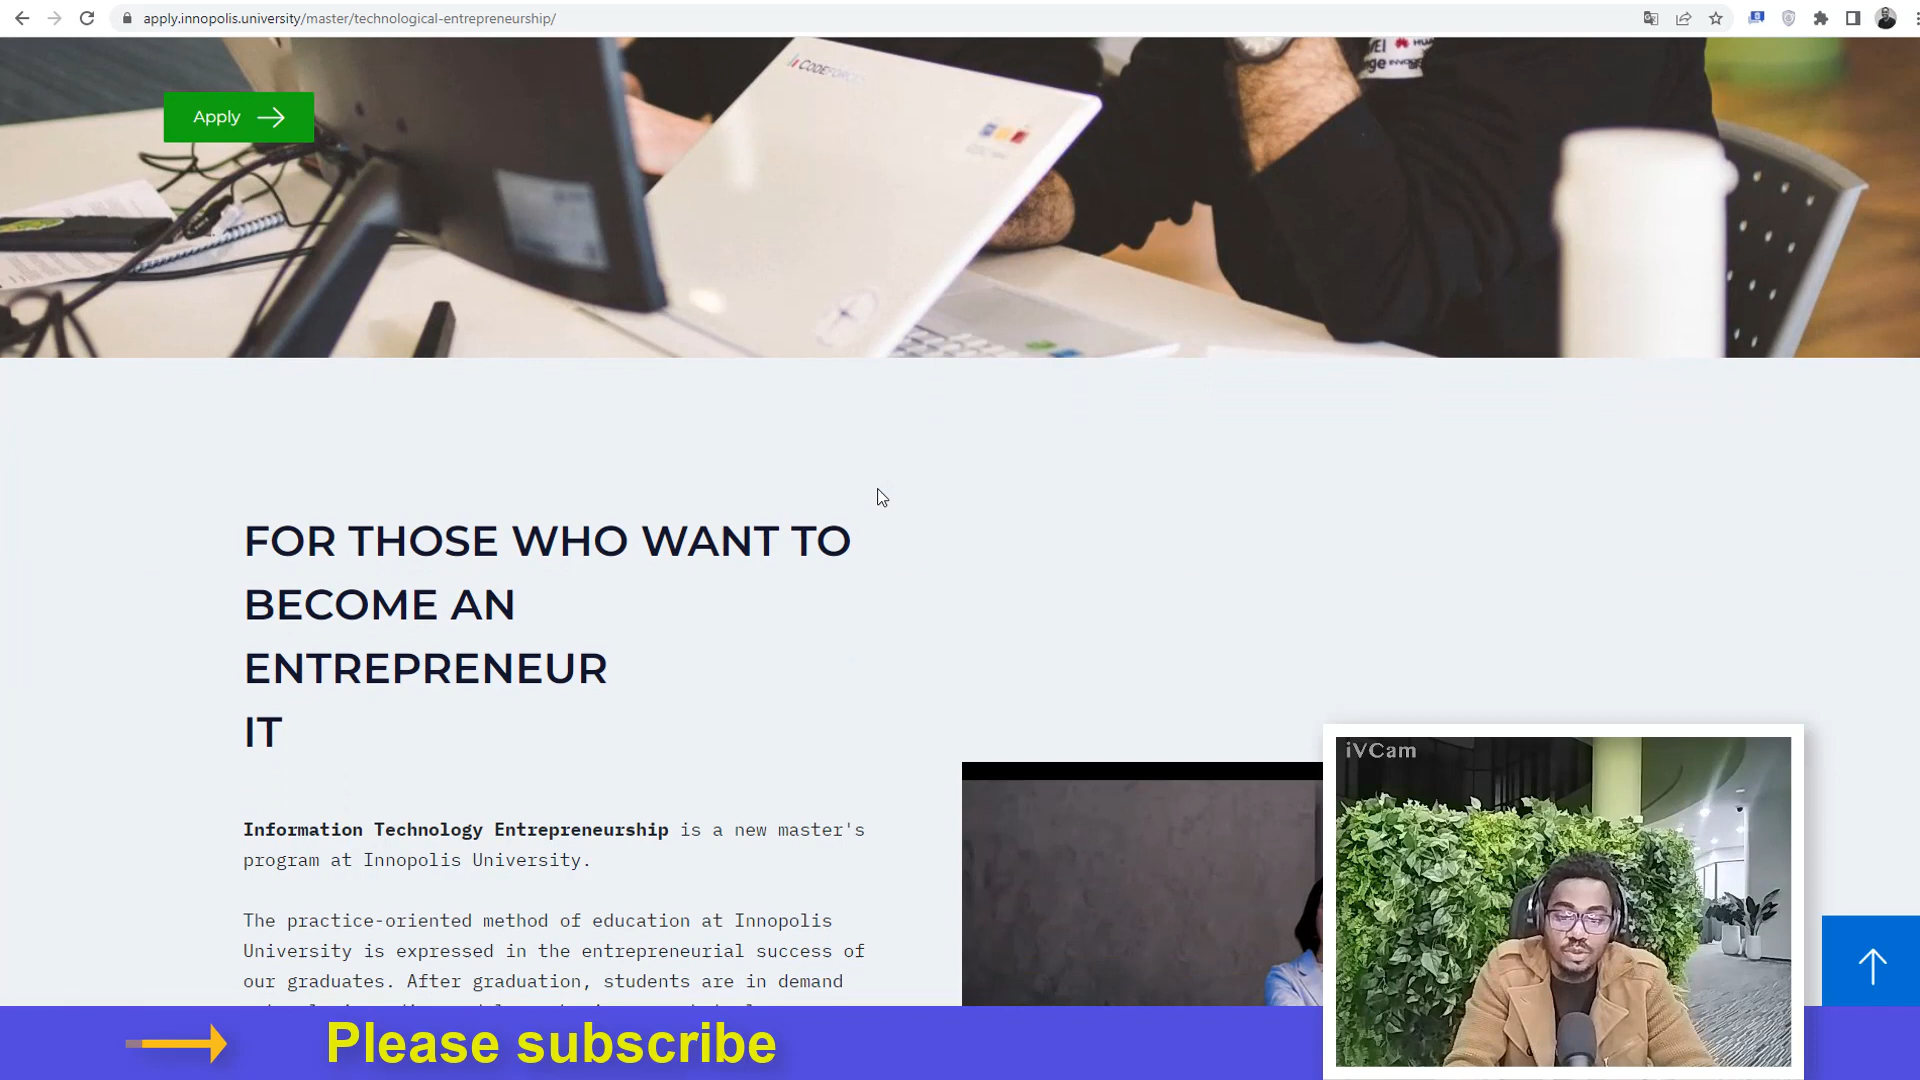 apply.innopolis.university/master/technological-entrepreneurship/
CODEFORCES
Apply
FOR THOSE WHO WANT TO
BECOME AN
ENTREPRENEUR
IT
Information Technology Entrepreneurship is a new master's
program at Innopolis University.
The practice-oriented method of education at Innopolis
University is expressed in the entrepreneurial success of
our graduates. After graduation, students are in demand
iVCam
Please subscribe